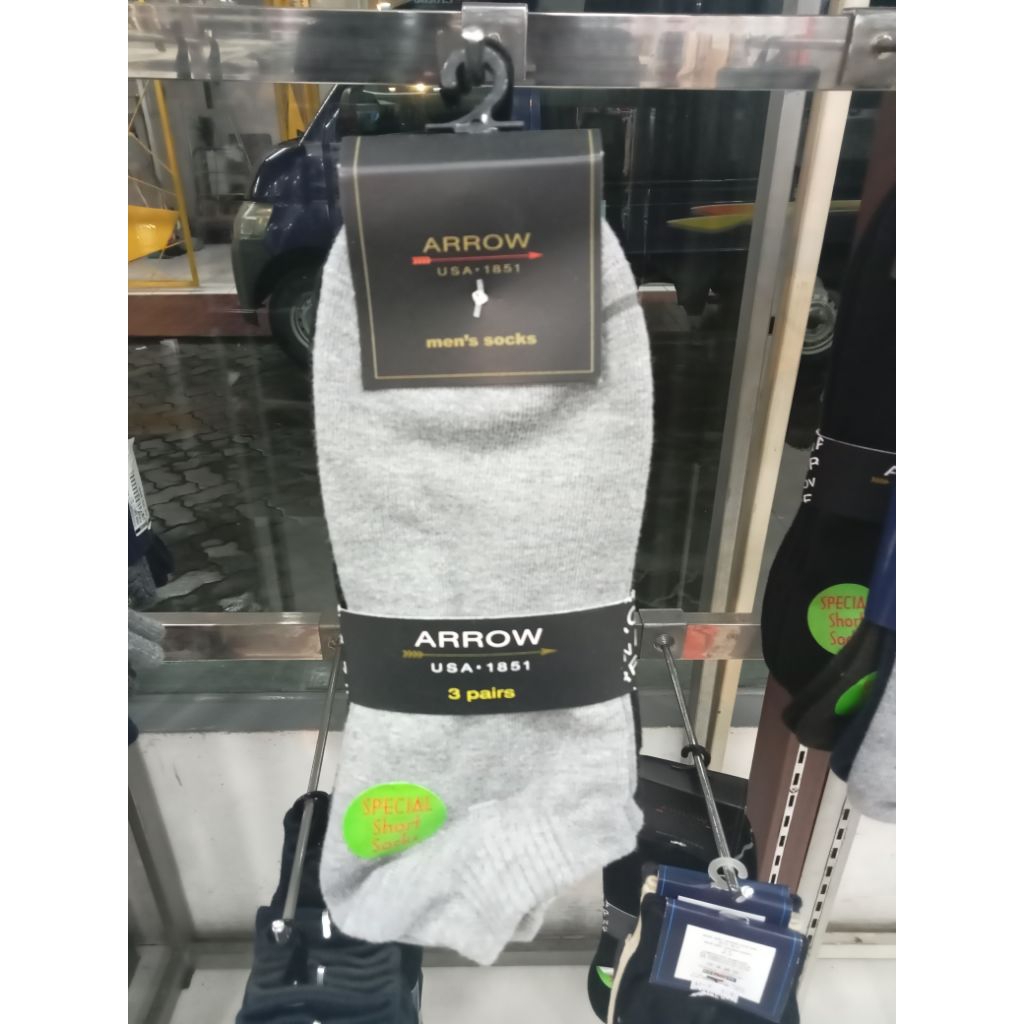 ARROW
USA • 1851
men's socks
ARROW
USA • 1851
3 pairs
SPECIAL
Short
Socks
SPECIAL
Short